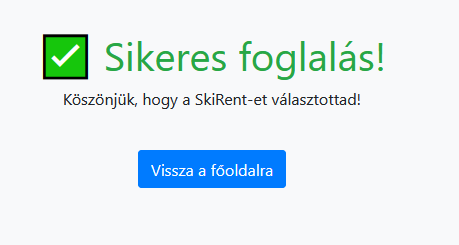 Sikeres foglalás!
Köszönjük, hogy a SkiRent-et választottad!
Vissza a főoldalra